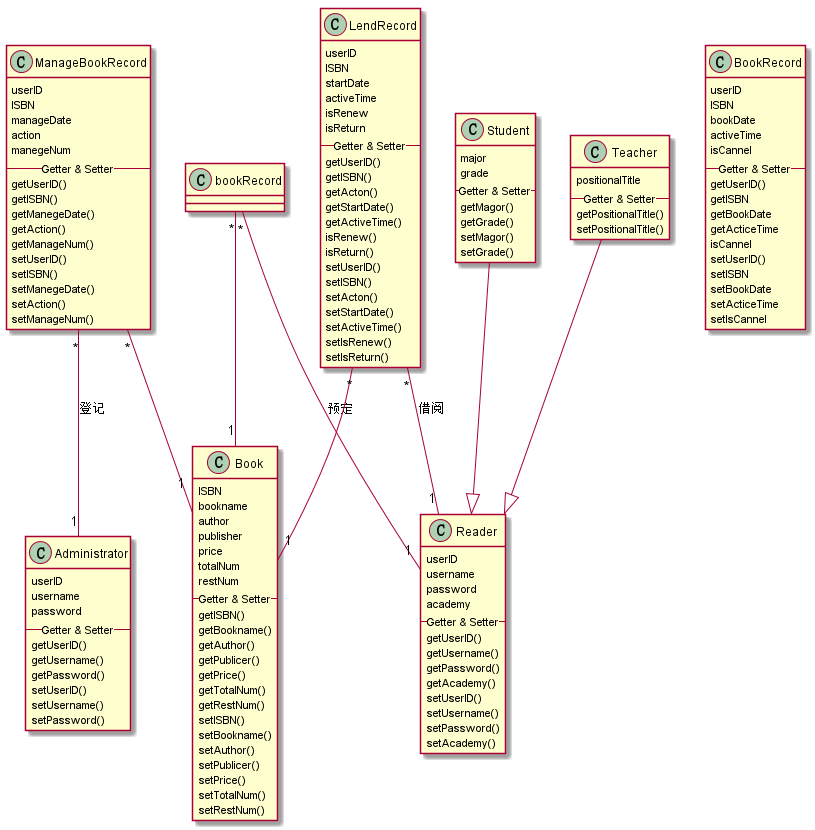 C ManageBookRecord
userID
ISBN
manageDate
action
manegeNum
Getter & Setter
getUserID()
getISBN()
getManegeDate()
getAction()
getManageNum()
setUserID()
setISBN()
setManegeDate()
setAction()
setManageNum()
C bookRecord
C LendRecord
userID
ISBN
startDate
activeTime
isRenew
isReturn
Getter & Setter
getUserID()
getISBN()
getActon()
getStartDate()
getActiveTime()
isRenew()
isReturn()
setUserID()
setISBN()
setActon()
setStartDate()
setActiveTime()
setIsRenew()
setIsReturn()
C Student
major
grade
Getter & Setter
getMagor()
getGrade()
setMagor()
setGrade()
C Teacher
positionalTitle
Getter & Setter
getPositionalTitle()
setPositionalTitle()
C BookRecord
userID
ISBN
bookDate
activeTime
isCannel
Getter & Setter
getUserID()
getISBN
getBookDate
getActiceTime
isCannel
setUserID()
setISBN
setBookDate
setActiceTime
setIsCannel
*
*
*
*
*
*
登记
预定
借阅
1
1
1
1
1
1
C Administrator
userID
username
password
Getter & Setter
getUserID()
getUsername()
getPassword()
setUserID()
setUsername()
setPassword()
C Book
ISBN
bookname
author
publisher
price
totalNum
restNum
Getter & Setter
getISBN()
getBookname()
getAuthor()
getPublicer()
getPrice()
getTotalNum()
getRestNum()
setISBN()
setBookname()
setAuthor()
setPublicer()
setPrice()
setTotalNum()
setRestNum()
C Reader
userID
username
password
academy
Getter & Setter
getUserID()
getUsername()
getPassword()
getAcademy()
setUserID()
setUsername()
setPassword()
setAcademy()